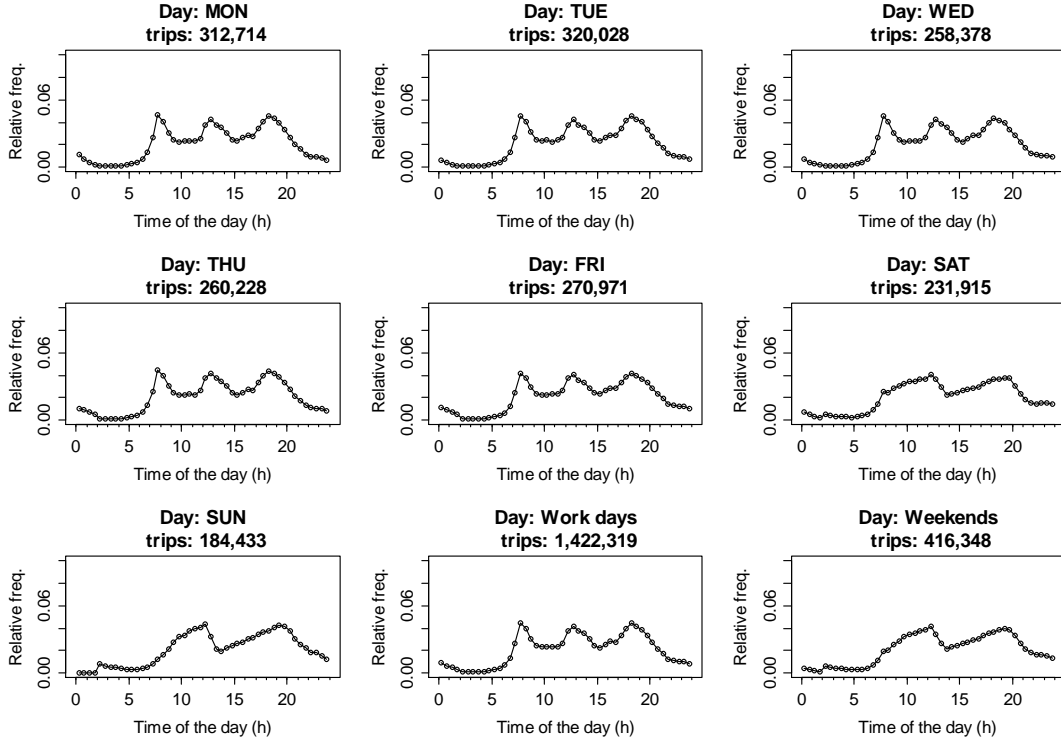 Day: MON
trips: 312,714
Relative freq.
0.06
0.00
0 5 10 15 20
Time of the day (h)
Day: TUE
trips: 320,028
Relative freq.
0.06
0.00
0 5 10 15 20
Time of the day (h)
Day: WED
trips: 258,378
Relative freq.
0.06
0.00
0 5 10 15 20
Time of the day (h)
Day: THU
trips: 260,228
Relative freq.
0.06
0.00
0 5 10 15 20
Time of the day (h)
Day: FRI
trips: 270,971
Relative freq.
0.06
0.00
0 5 10 15 20
Time of the day (h)
Day: SAT
trips: 231,915
Relative freq.
0.06
0.00
0 5 10 15 20
Time of the day (h)
Day: SUN
trips: 184,433
Relative freq.
0.06
0.00
0 5 10 15 20
Time of the day (h)
Day: Work days
trips: 1,422,319
Relative freq.
0.06
0.00
0 5 10 15 20
Time of the day (h)
Day: Weekends
trips: 416,348
Relative freq.
0.06
0.00
0 5 10 15 20
Time of the day (h)